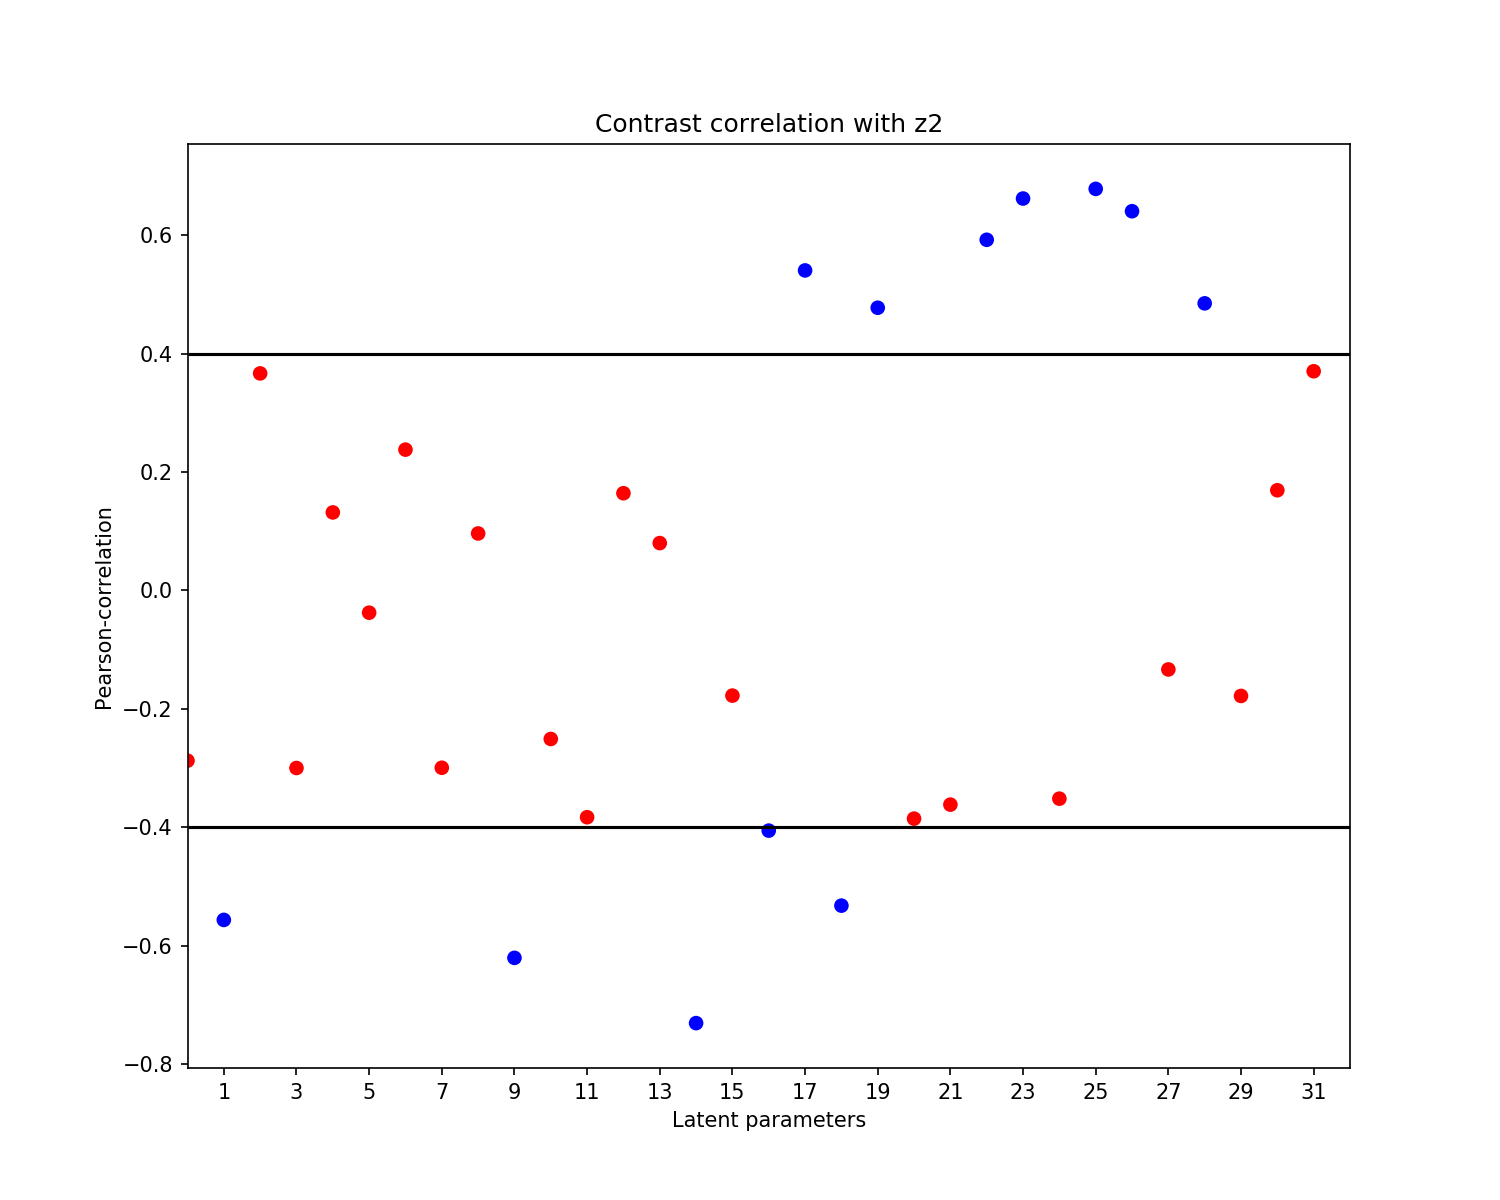 Contrast correlation with z2
Pearson-correlation
0.6
0.4
0.2
0.0
−0.2
−0.4
−0.6
−0.8
1 3 5 7 9 11 13 15 17 19 21 23 25 27 29 31
Latent parameters